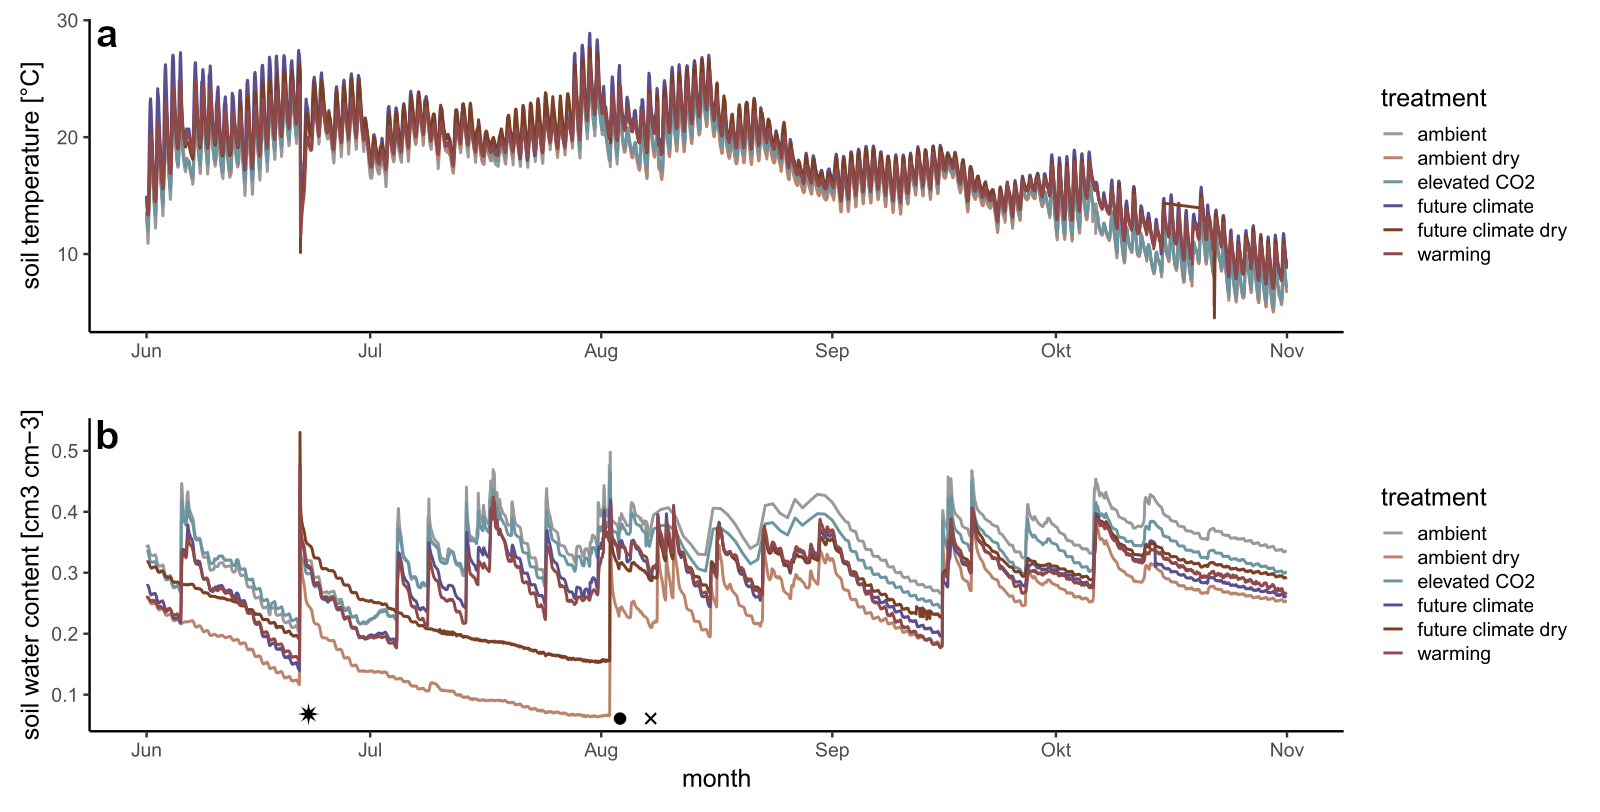 a
soil temperature [°C]
30
20
10
Jun Jul Aug Sep Okt Nov
treatment
ambient
ambient dry
elevated CO2
future climate
future climate dry
warming
b
soil water content [cm3 cm−3]
0.5
0.4
0.3
0.2
0.1
Jun Jul Aug Sep Okt Nov
month
treatment
ambient
ambient dry
elevated CO2
future climate
future climate dry
warming